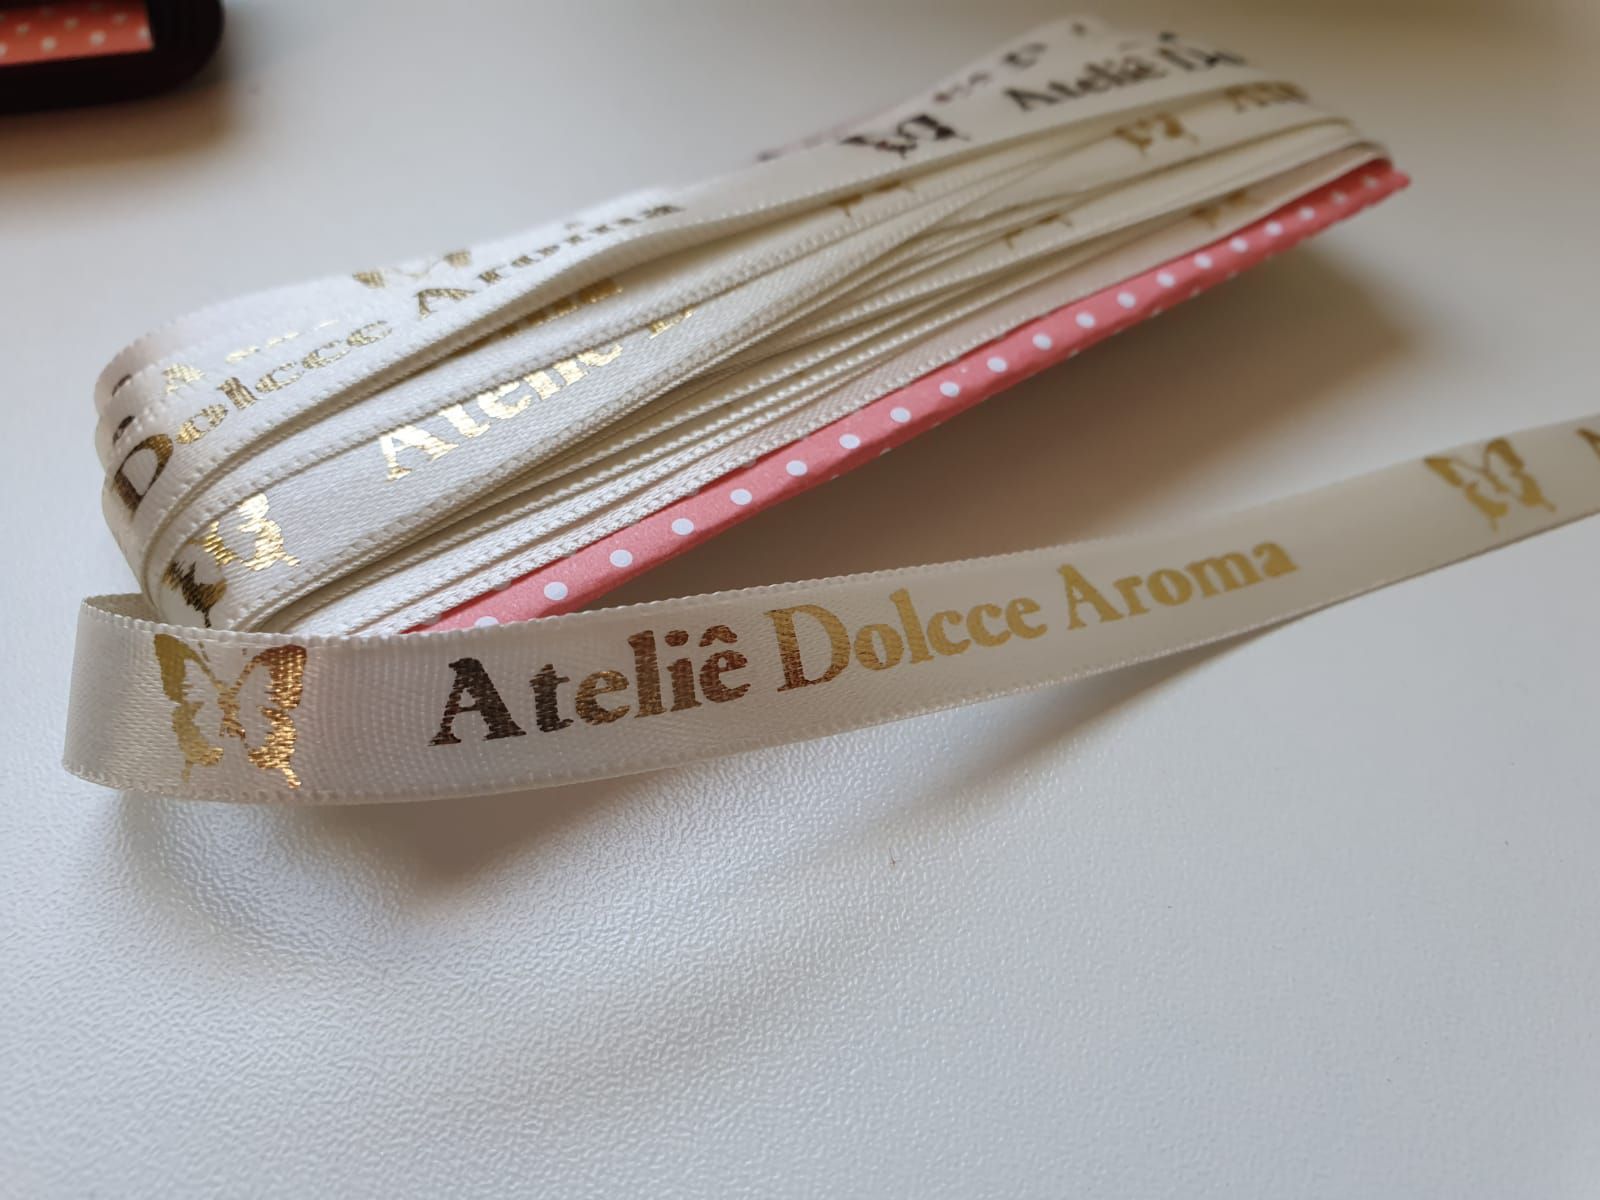 Ateliê D
Dolcce Aroma
Ateliê D
Ateliê Dolcce Aroma